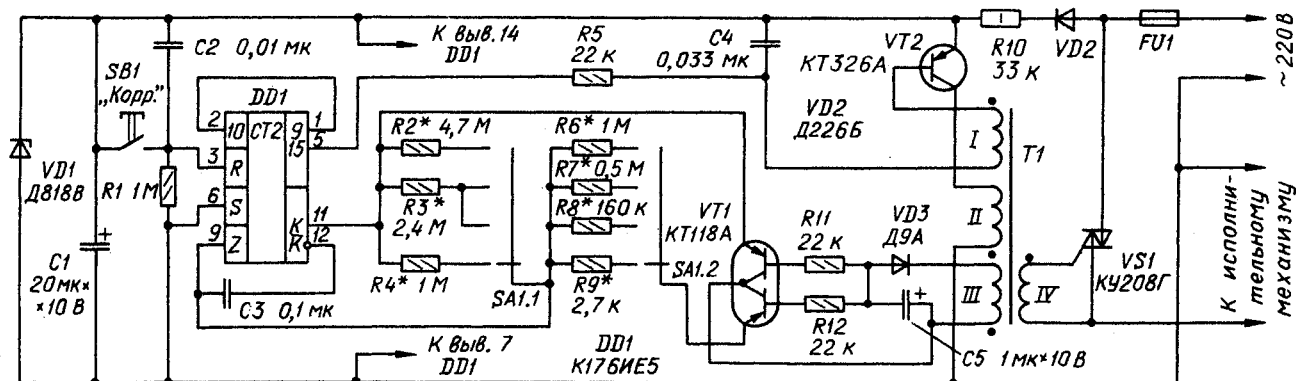 C2 0,01 мк
SB1
„Корр."
DD1
2
10
CT2
9
1
15
5
3
R
6
S
9
Z
K
11
K
12
R1 1М
VD1
Д818В
C1
20мк×
×10 В
+
C3 0,1 мк
К выв.14
DD1
R5
22 к
C4
0,033 мк
R2* 4,7 М
R3*
2,4 М
R4* 1 М
SA1.1
R6* 1 М
R7* 0,5 М
R8* 160 к
R9*
2,7 к
SA1.2
К выв. 7
DD1
DD1
К176ИЕ5
VT1
КТ118А
R11
22 к
R12
22 к
VD3
Д9А
+
C5 1 мк×10 В
VT2
КТ326А
VD2
Д226Б
R10
33 к
VD2
FU1
~220В
I
II
III
IV
T1
VS1
КУ208Г
К исполни-
тельному
механизму